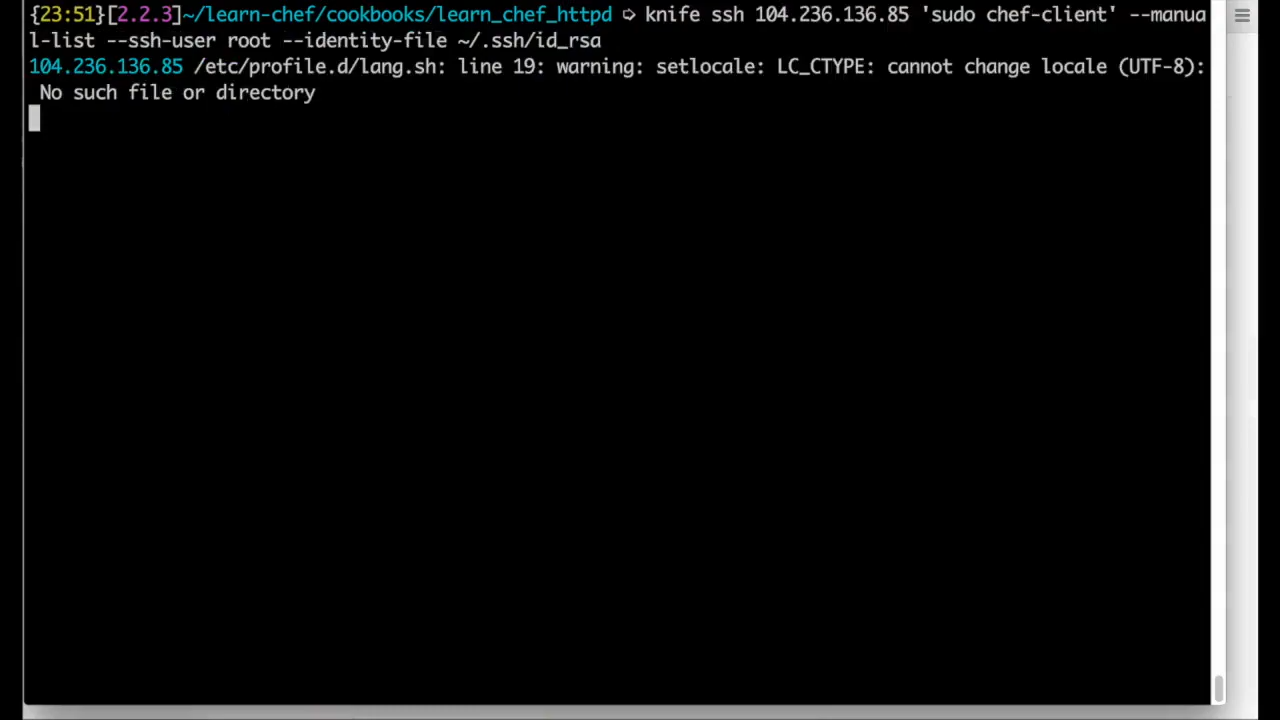 {23:51}[2.2.3]~/learn-chef/cookbooks/learn_chef_httpd ➭ knife ssh 104.236.136.85 'sudo chef-client' --manua
l-list --ssh-user root --identity-file ~/.ssh/id_rsa
104.236.136.85 /etc/profile.d/lang.sh: line 19: warning: setlocale: LC_CTYPE: cannot change locale (UTF-8):
No such file or directory